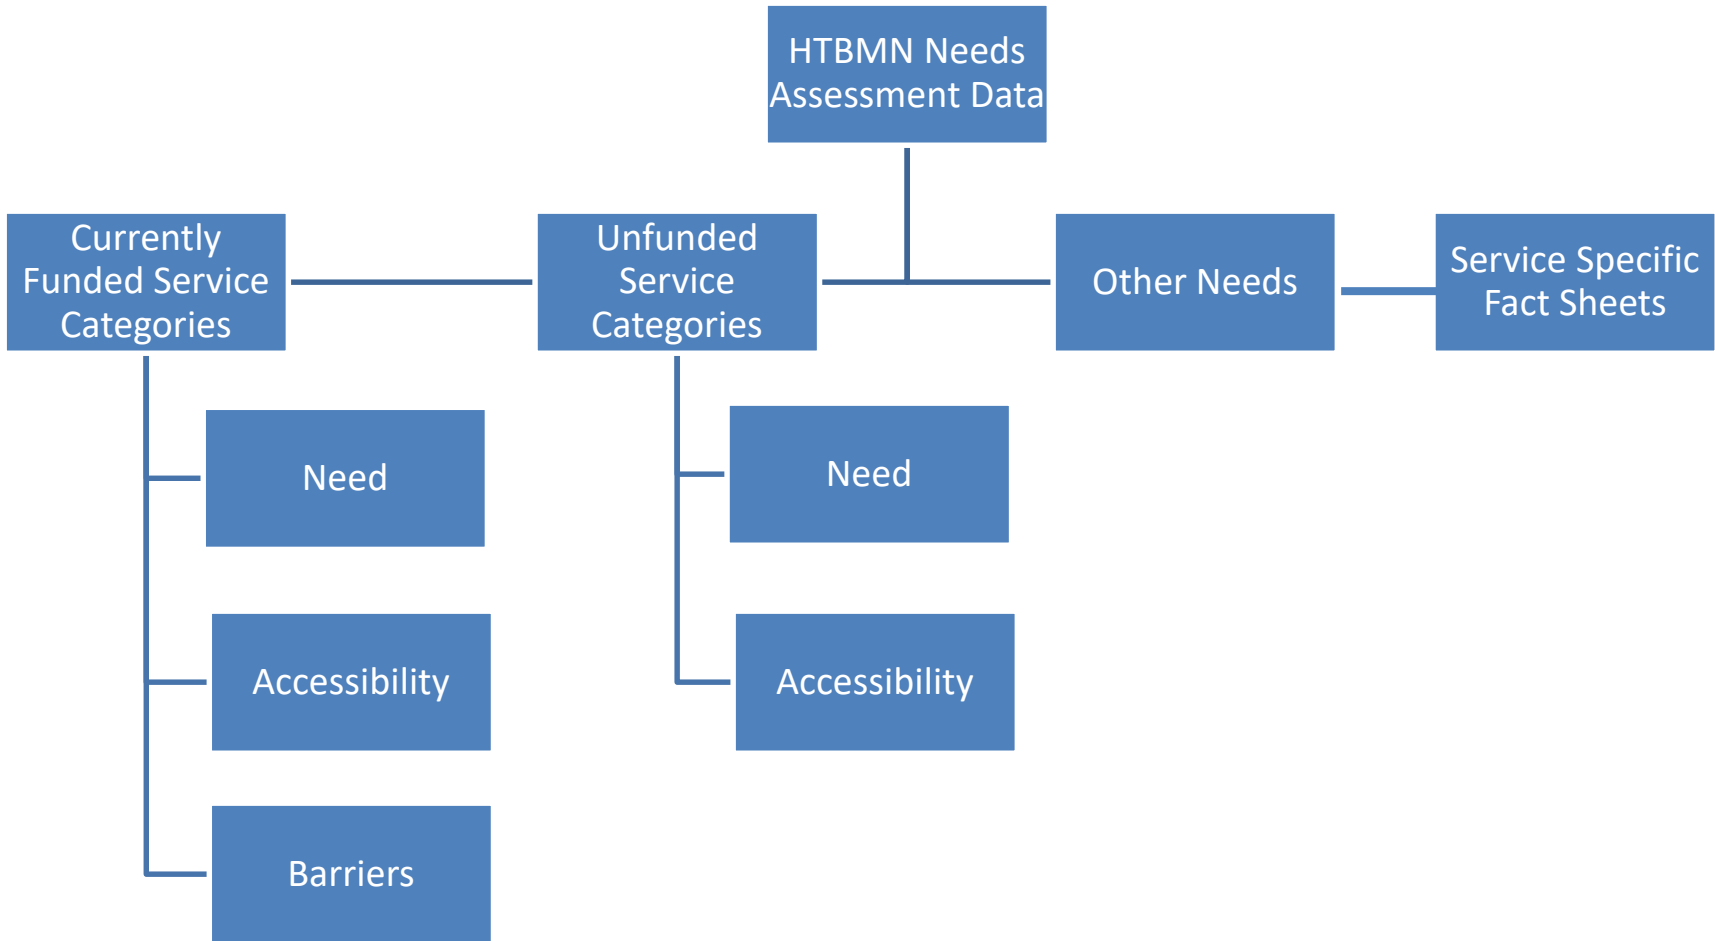 HTBMN Needs
Assessment Data
Currently
Funded Service
Categories
Unfunded
Service
Categories
Other Needs
Service Specific
Fact Sheets
Need
Accessibility
Barriers
Need
Accessibility